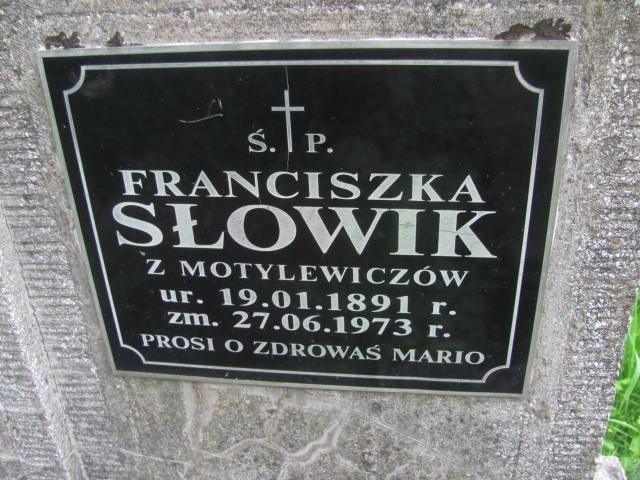 Ś. P.
FRANCISZKA
SŁOWIK
Z MOTYLEWICZÓW
ur. 19.01.1891 r.
zm. 27.06.1973 r.
PROSI O ZDROWAŚ MARIO